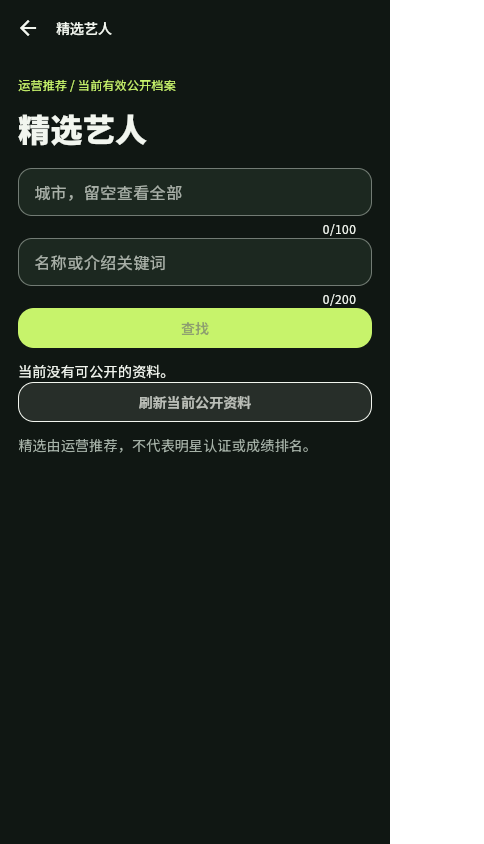 精选艺人
运营推荐 / 当前有效公开档案
精选艺人
城市，留空查看全部
0/100
名称或介绍关键词
0/200
查找
当前没有可公开的资料。
刷新当前公开资料
精选由运营推荐，不代表明星认证或成绩排名。